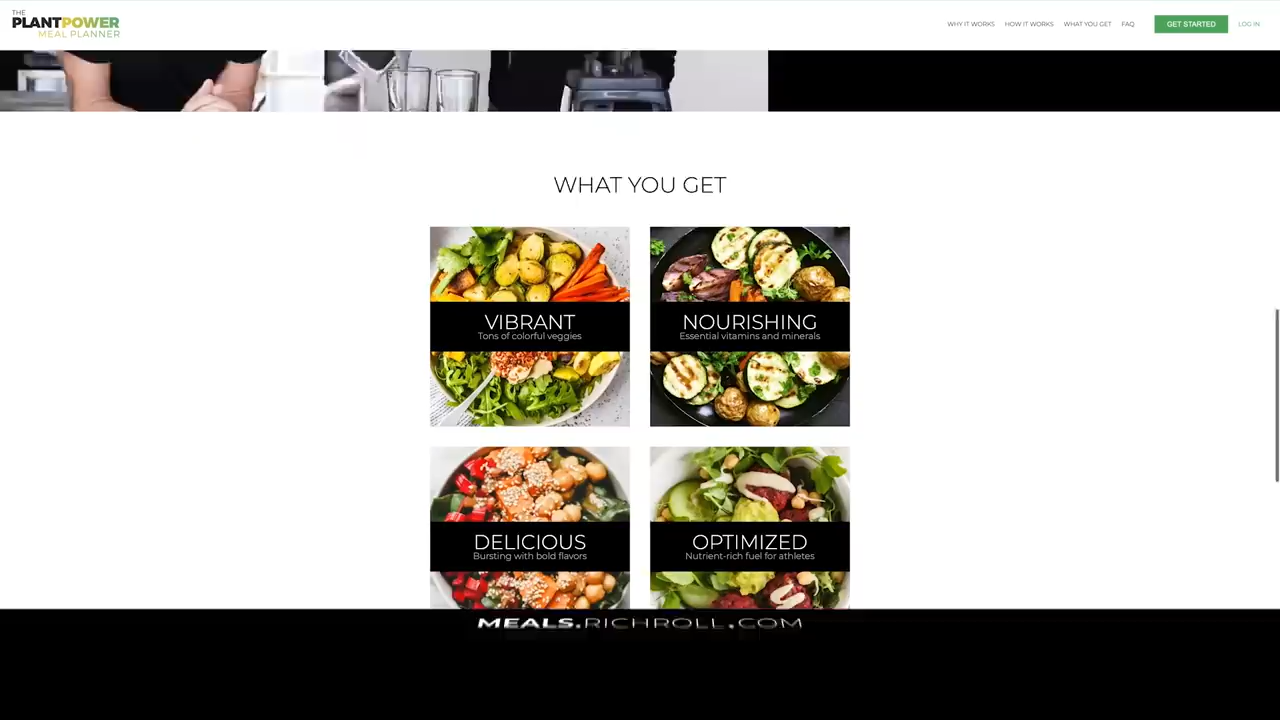 THE
PLANTPOWER
MEAL PLANNER
WHY IT WORKS HOW IT WORKS WHAT YOU GET FAQ GET STARTED LOG IN
WHAT YOU GET
VIBRANT
Tons of colorful veggies
NOURISHING
Essential vitamins and minerals
DELICIOUS
Bursting with bold flavors
OPTIMIZED
Nutrient-rich fuel for athletes
MEALS.RICHROLL.COM